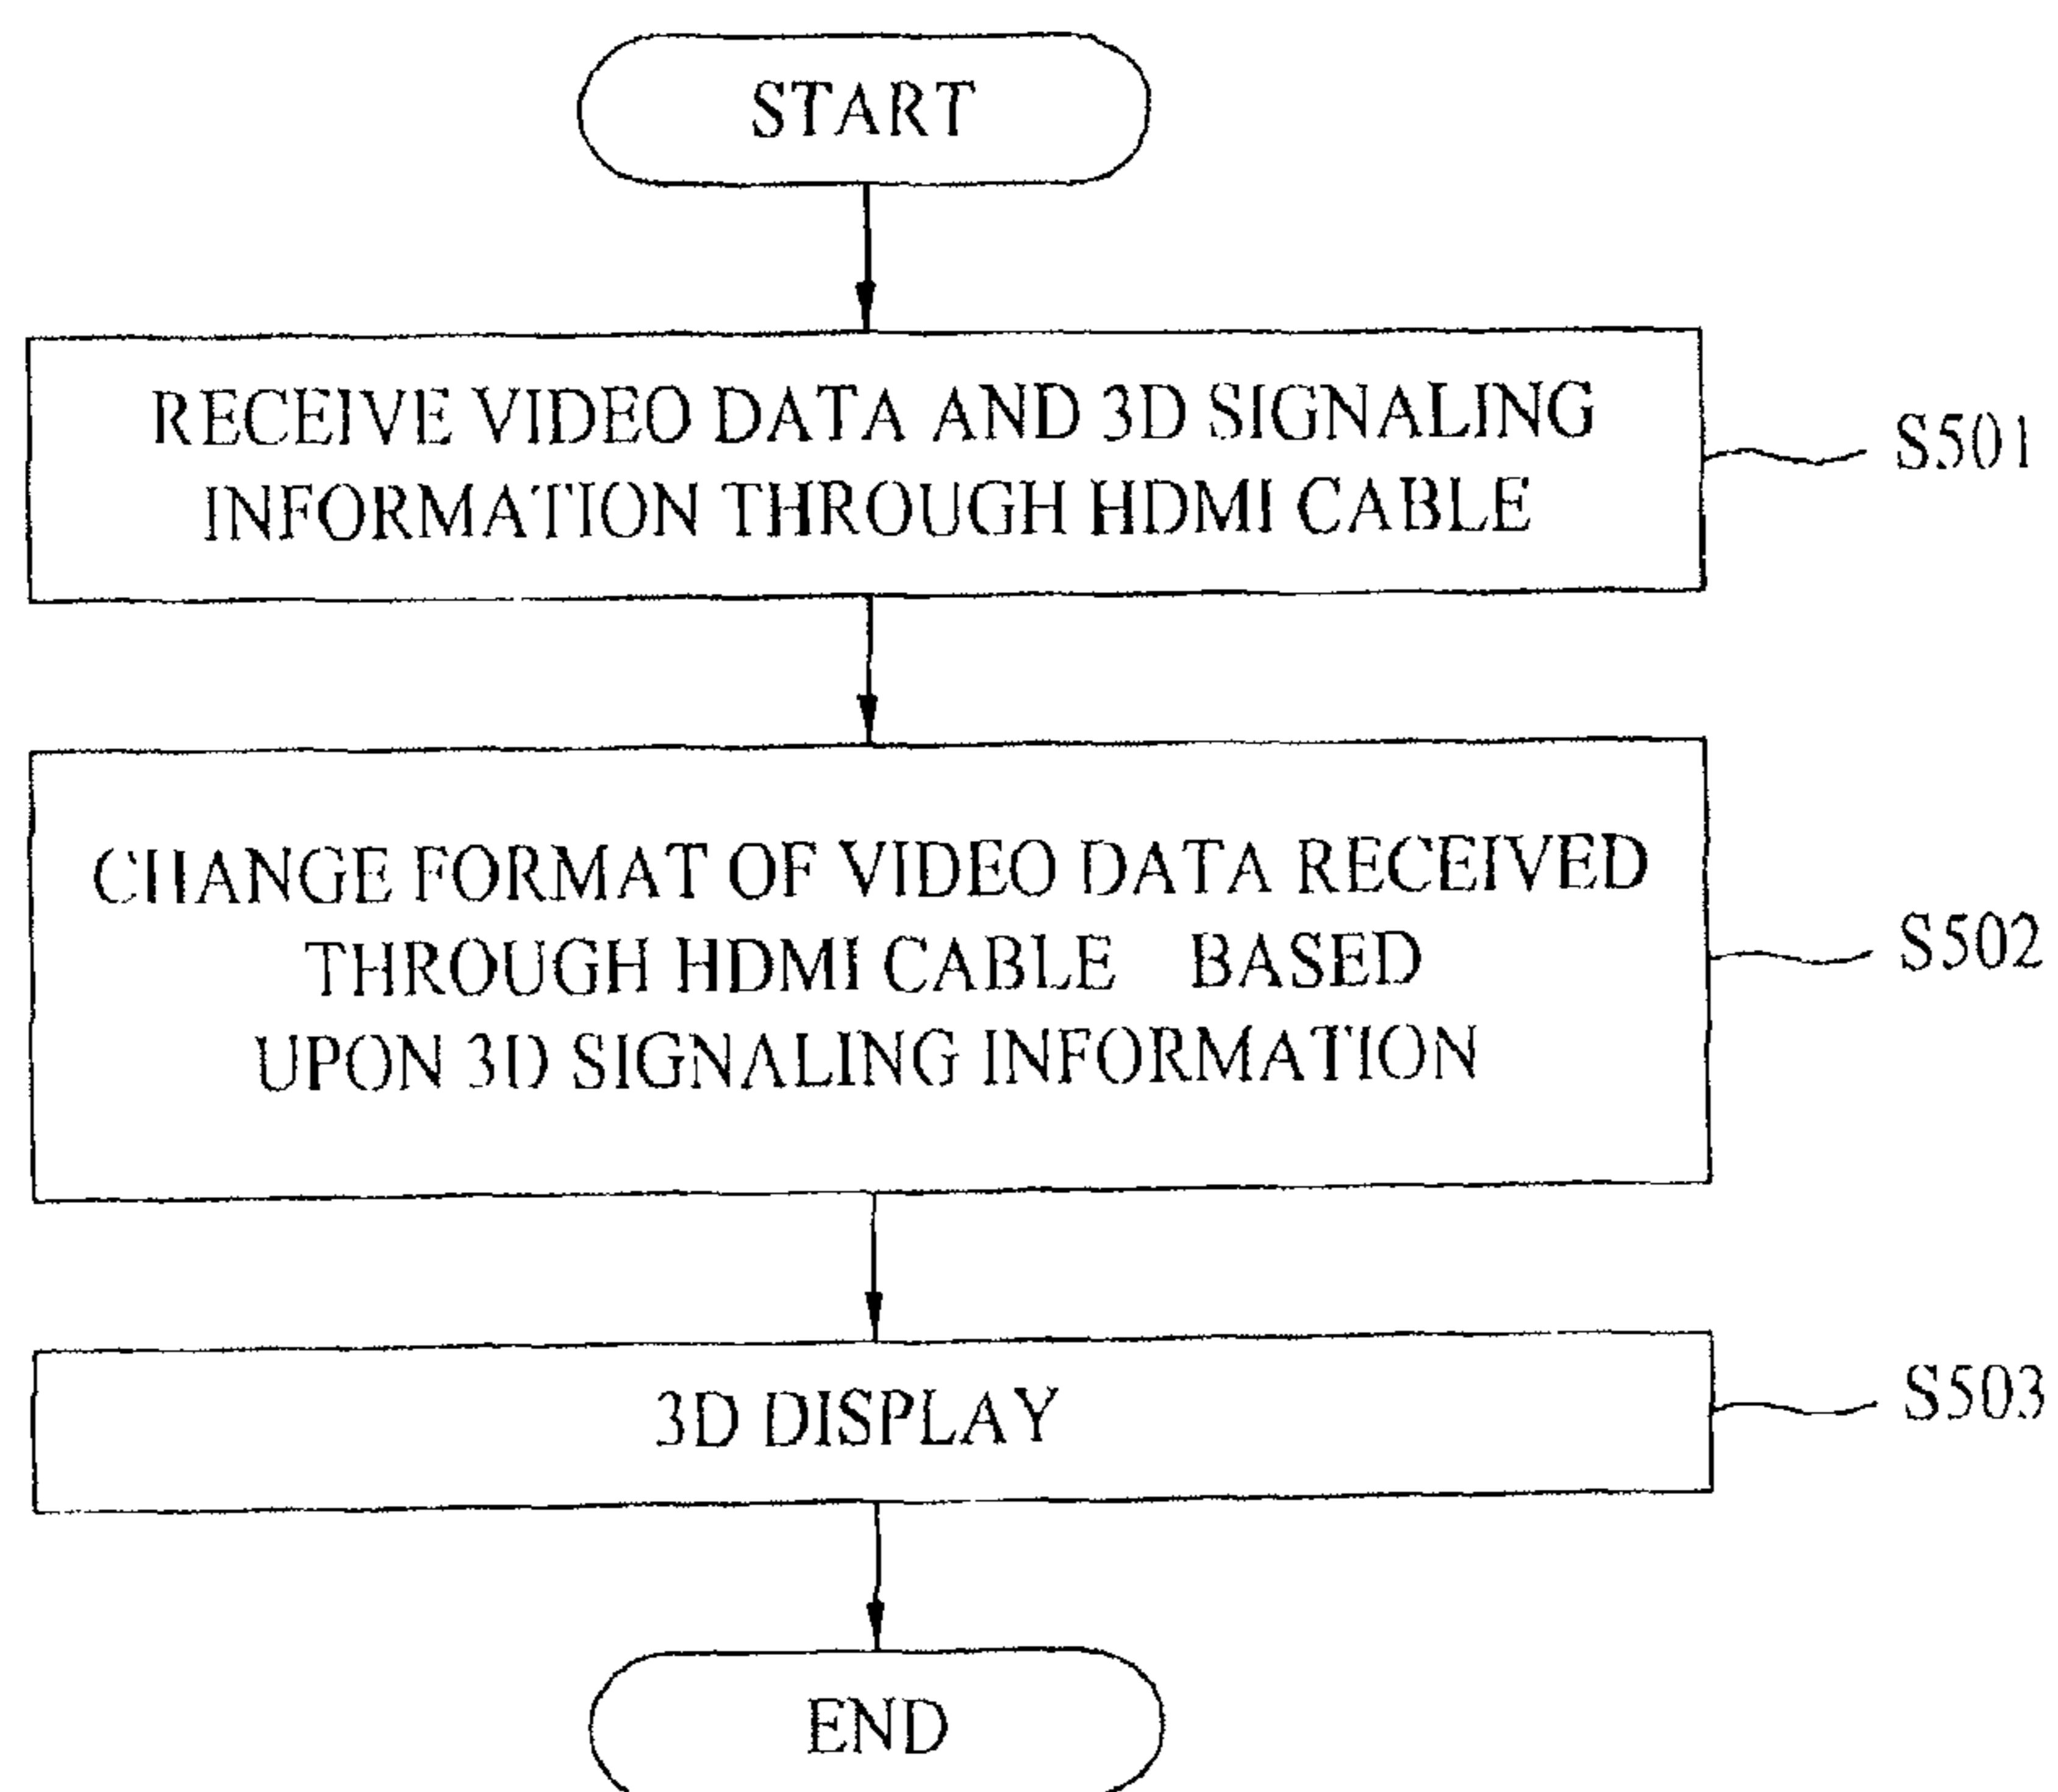 START
RECEIVE VIDEO DATA AND 3D SIGNALING
INFORMATION THROUGH HDMI CABLE
S501
CHANGE FORMAT OF VIDEO DATA RECEIVED
THROUGH HDMI CABLE BASED
UPON 3D SIGNALING INFORMATION
S502
3D DISPLAY
S503
END